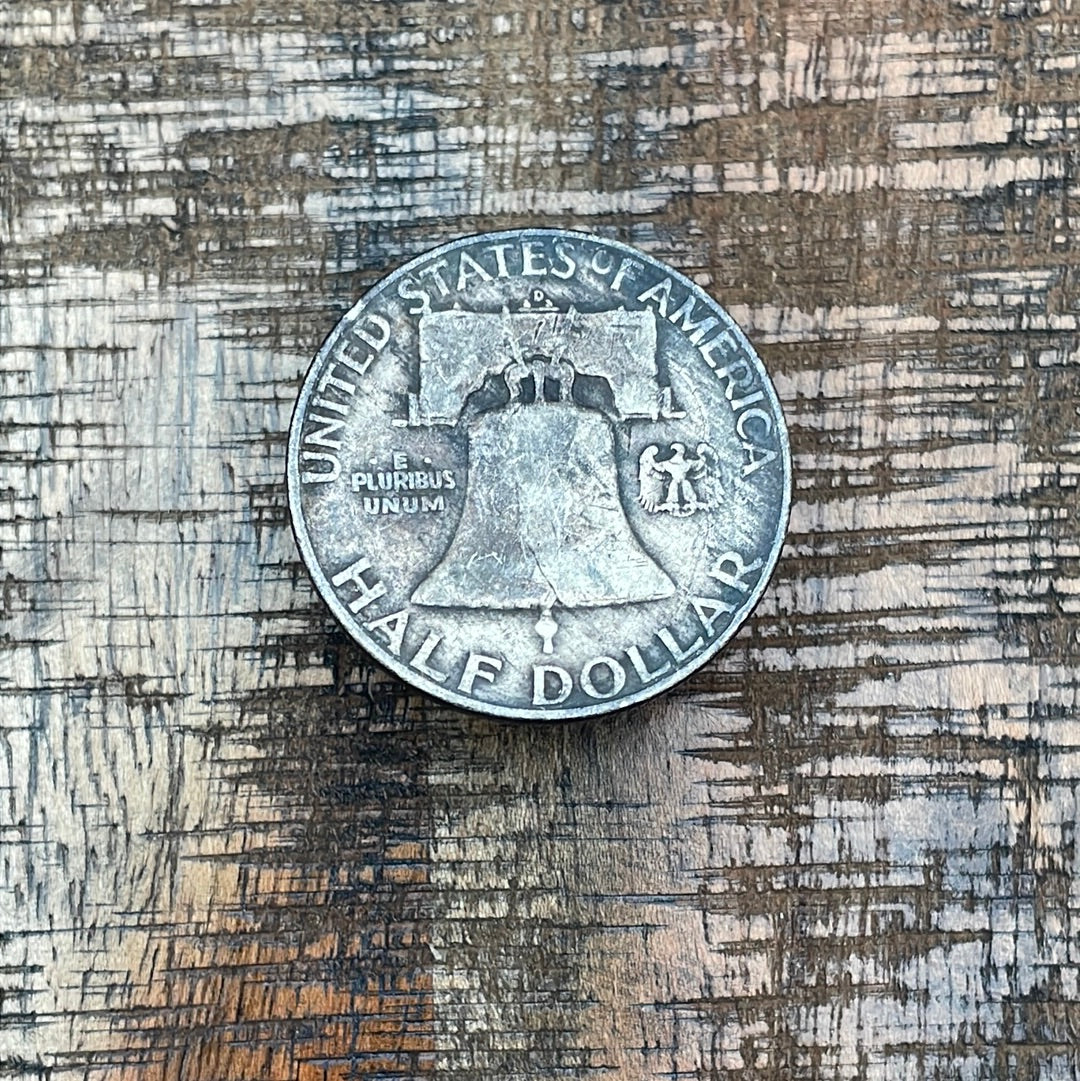 UNITED STATES OF AMERICA
D
· E ·
PLURIBUS
UNUM
HALF DOLLAR